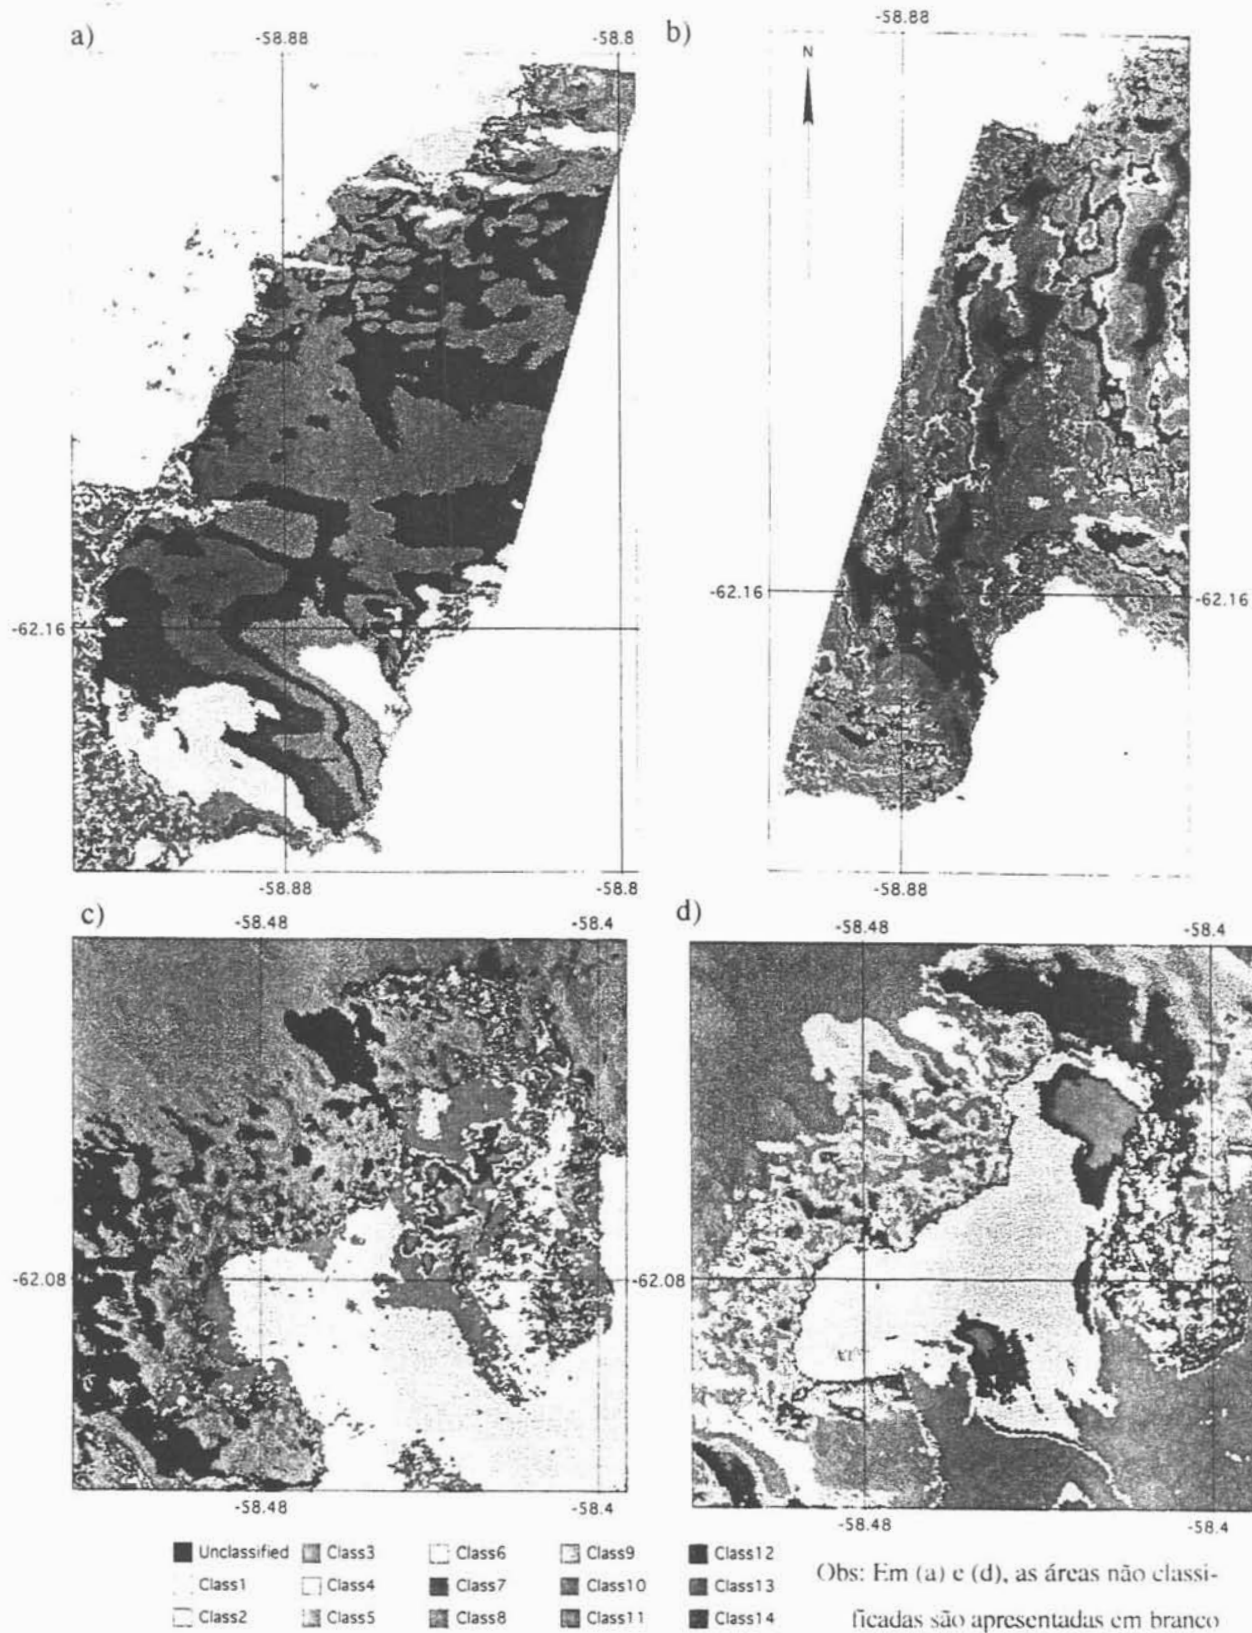 a)
-58.88
-58.8
b)
-58.88
N
-62.16
-62.16
-62.16
-58.88
-58.8
-58.88
c)
-58.48
-58.4
d)
-58.48
-58.4
-62.08
-62.08
-58.48
-58.4
-58.48
-58.4
Unclassified Class3 Class6 Class9 Class12
Class1 Class4 Class7 Class10 Class13
Class2 Class5 Class8 Class11 Class14
Obs: Em (a) e (d), as áreas não classi-
ficadas são apresentadas em branco